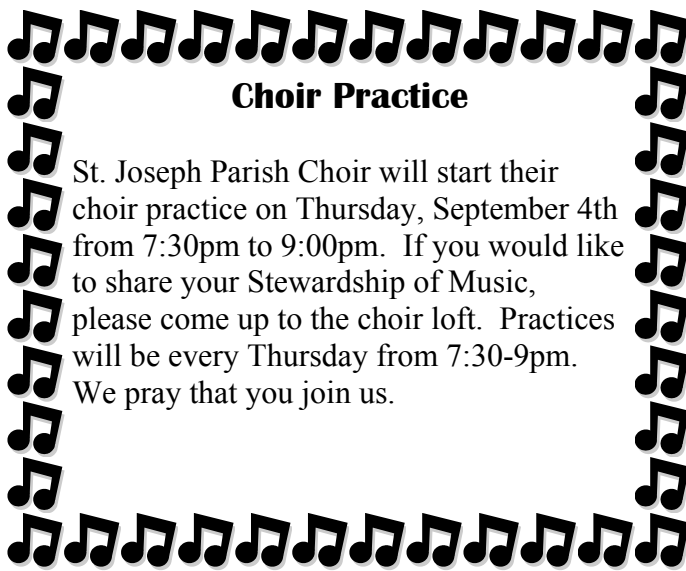 Choir Practice
St. Joseph Parish Choir will start their
choir practice on Thursday, September 4th
from 7:30pm to 9:00pm.  If you would like
to share your Stewardship of Music,
please come up to the choir loft.  Practices
will be every Thursday from 7:30-9pm.
We pray that you join us.